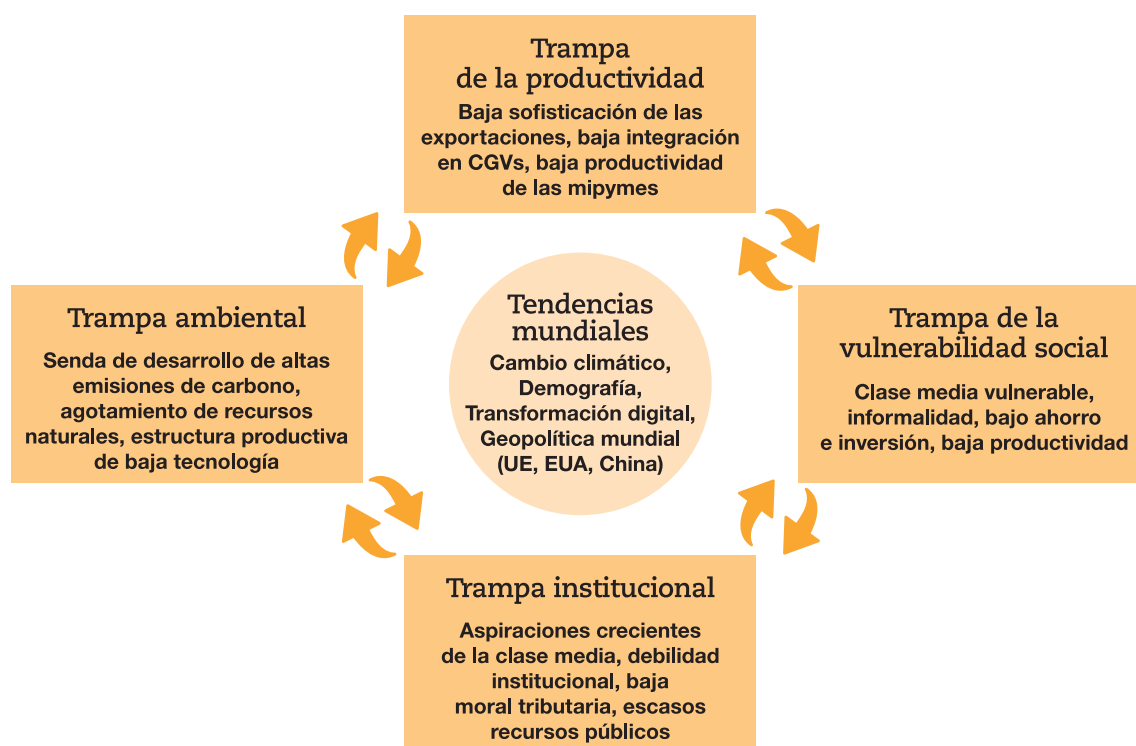 Trampa
de la productividad
Baja sofisticación de las
exportaciones, baja integración
en CGVs, baja productividad
de las mipymes
Trampa ambiental
Senda de desarrollo de altas
emisiones de carbono,
agotamiento de recursos
naturales, estructura productiva
de baja tecnología
Tendencias
mundiales
Cambio climático,
Demografía,
Transformación digital,
Geopolítica mundial
(UE, EUA, China)
Trampa de la
vulnerabilidad social
Clase media vulnerable,
informalidad, bajo ahorro
e inversión, baja productividad
Trampa institucional
Aspiraciones crecientes
de la clase media, debilidad
institucional, baja
moral tributaria, escasos
recursos públicos